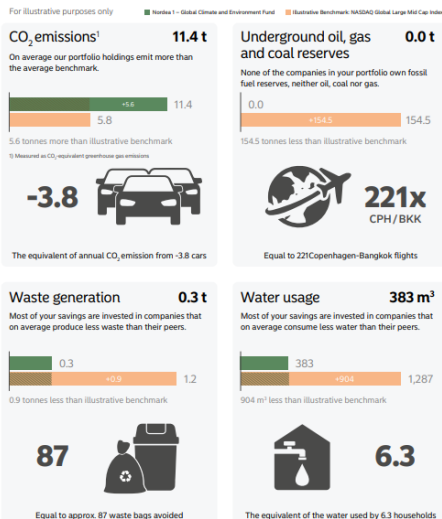 For illustrative purposes only
Nordea 1 – Global Climate and Environment Fund
Illustrative Benchmark: NASDAQ Global Large Mid Cap Index
CO₂ emissions¹ 11.4 t
On average our portfolio holdings emit more than
the average benchmark.
+5.6 11.4
5.8
5.6 tonnes more than illustrative benchmark
1) Measured as CO₂-equivalent greenhouse gas emissions
-3.8
The equivalent of annual CO₂ emission from -3.8 cars
Underground oil, gas 0.0 t
and coal reserves
None of the companies in your portfolio own fossil
fuel reserves, neither oil, coal nor gas.
0.0
+154.5 154.5
154.5 tonnes less than illustrative benchmark
221x
CPH/BKK
Equal to 221Copenhagen-Bangkok flights
Waste generation 0.3 t
Most of your savings are invested in companies that
on average produce less waste than their peers.
0.3
+0.9 1.2
0.9 tonnes less than illustrative benchmark
87
Equal to approx. 87 waste bags avoided
Water usage 383 m³
Most of your savings are invested in companies that
on average consume less water than their peers.
383
+904 1,287
904 m³ less than illustrative benchmark
6.3
The equivalent of the water used by 6.3 households